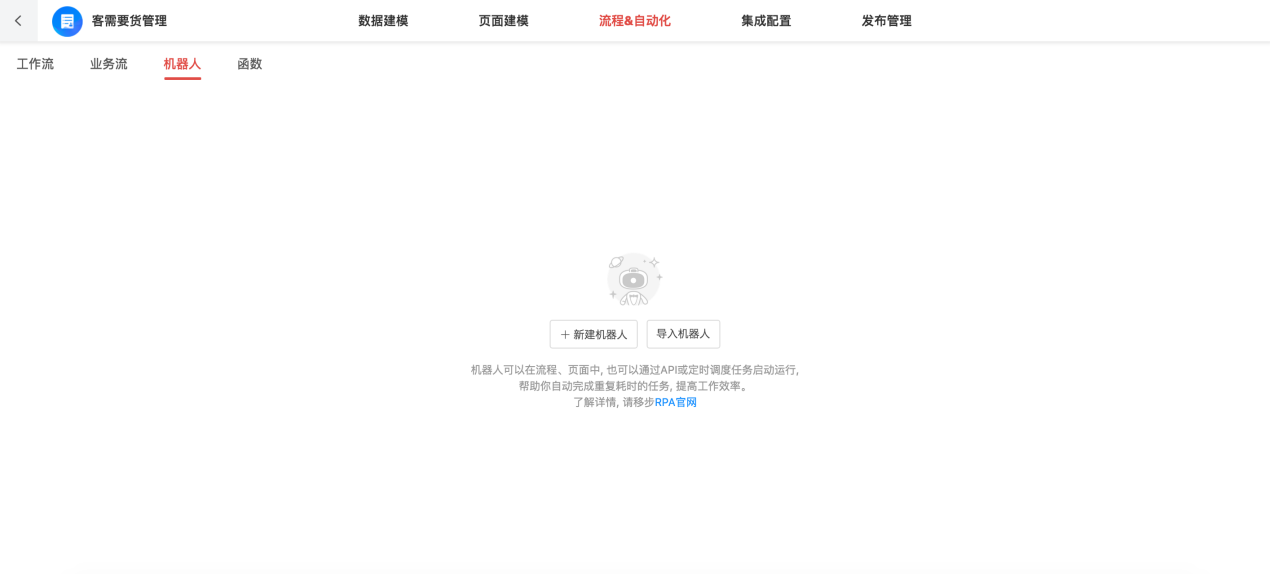 客需要货管理
数据建模
页面建模
流程&自动化
集成配置
发布管理
工作流
业务流
机器人
函数
+ 新建机器人
导入机器人
机器人可以在流程、页面中, 也可以通过API或定时调度任务启动运行,
帮助你自动完成重复耗时的任务, 提高工作效率。
了解详情, 请移步RPA官网